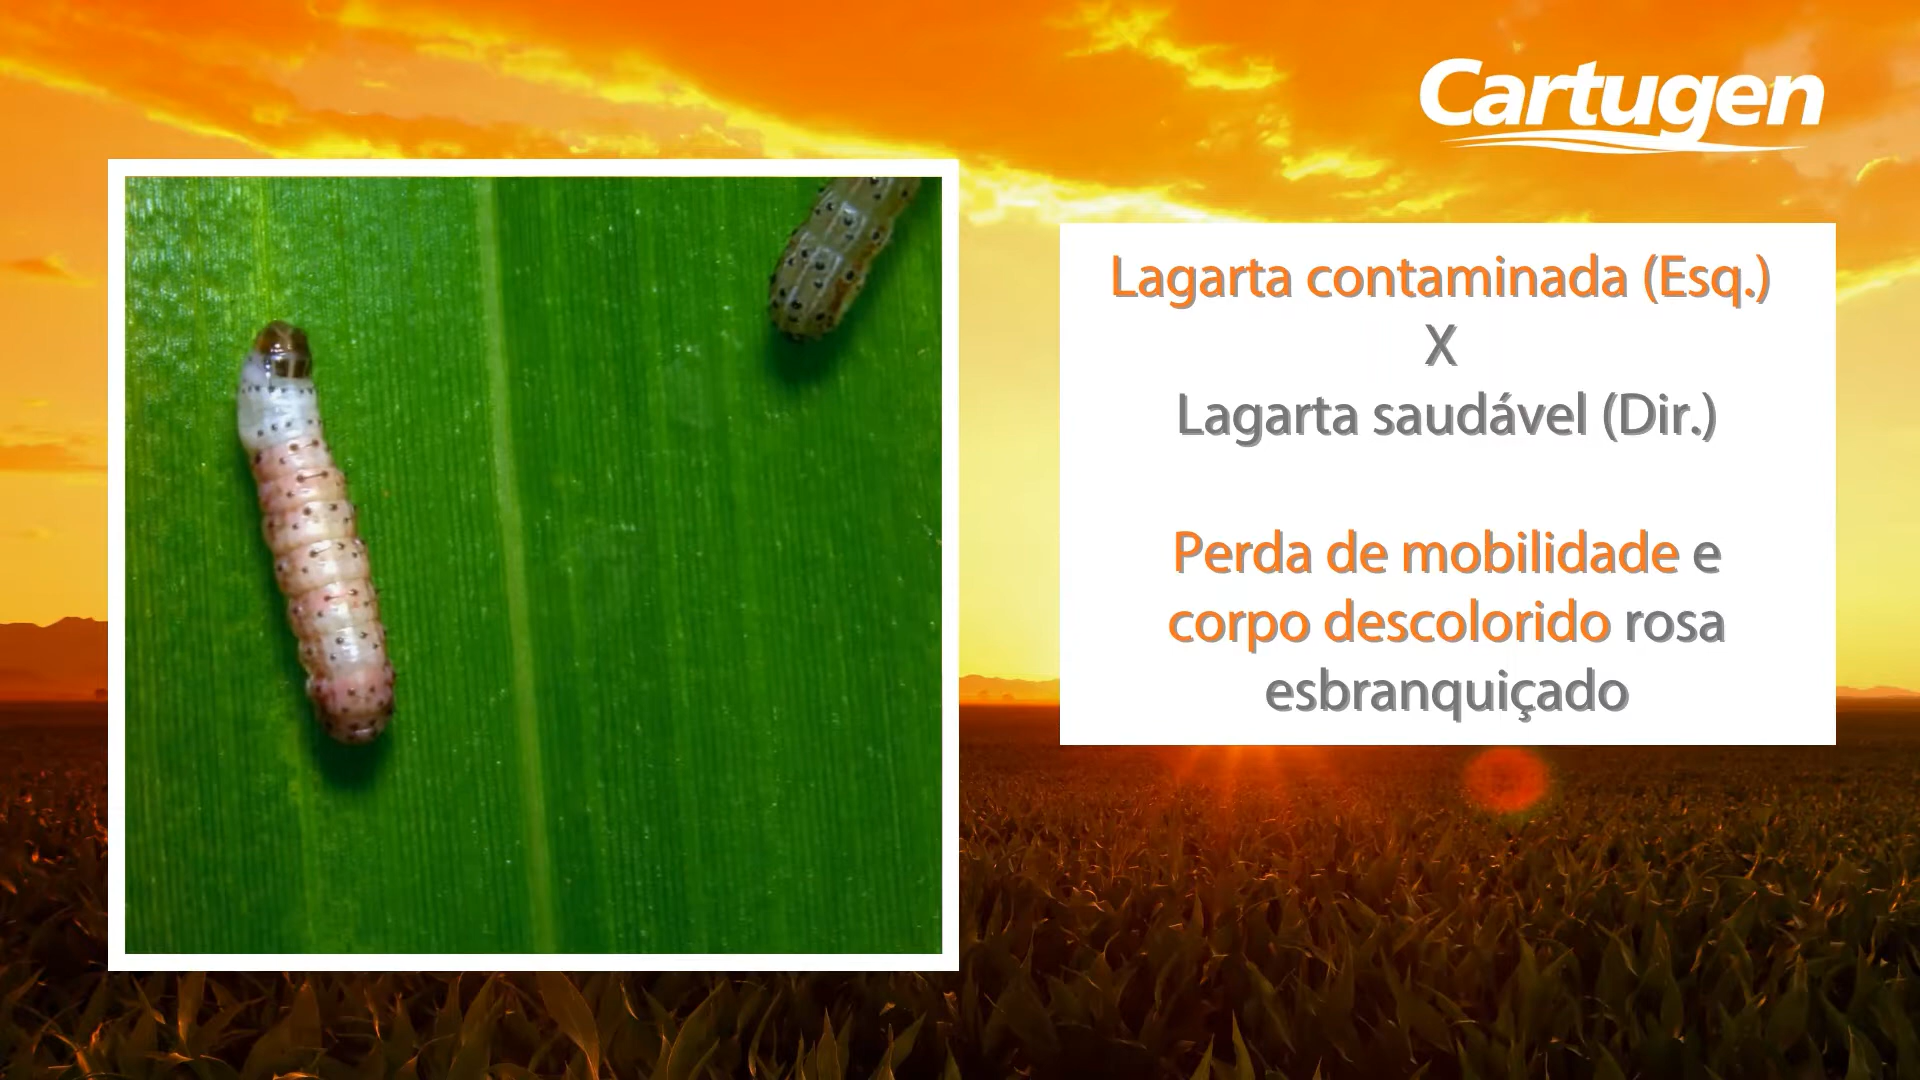 Cartugen
Lagarta contaminada (Esq.)
X
Lagarta saudável (Dir.)
Perda de mobilidade e
corpo descolorido rosa
esbranquiçado